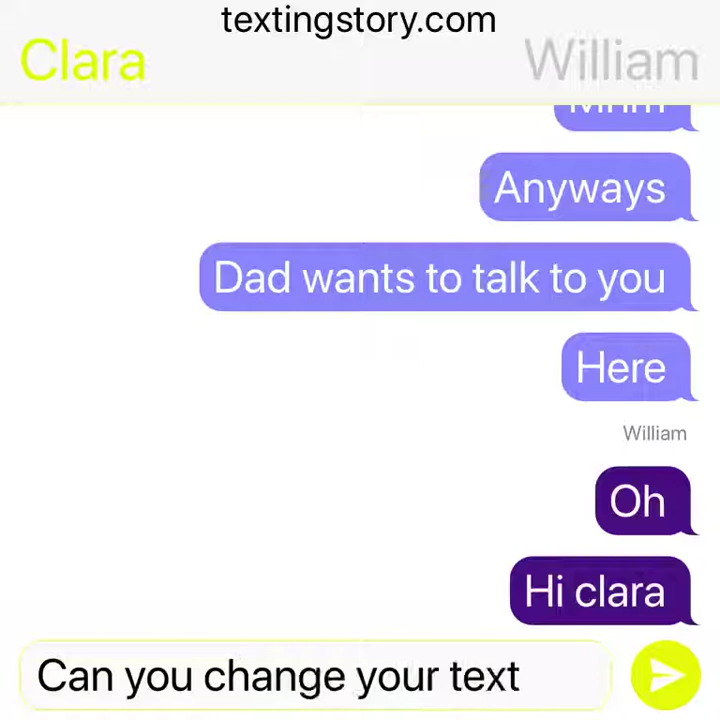 textingstory.com
Clara William
Mhm
Anyways
Dad wants to talk to you
Here
William
Oh
Hi clara
Can you change your text